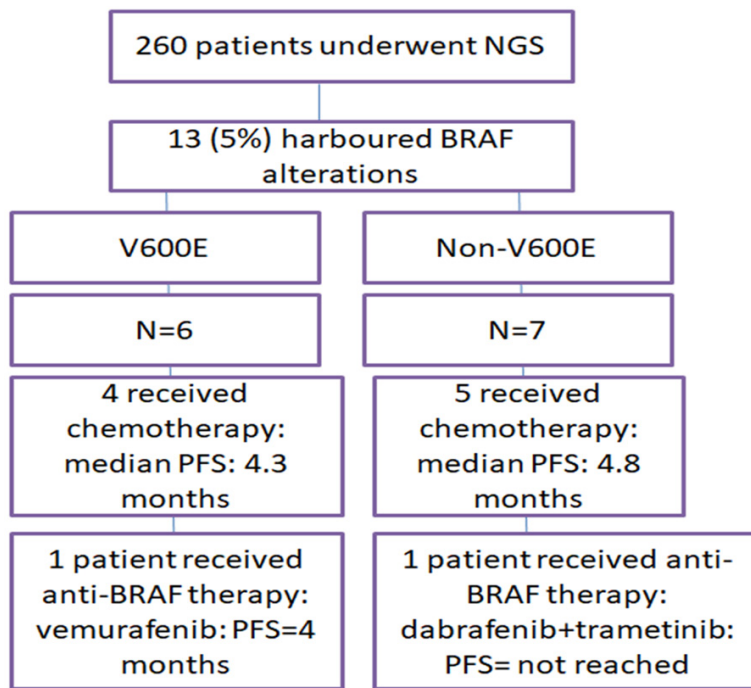 260 patients underwent NGS
13 (5%) harboured BRAF
alterations
V600E
Non-V600E
N=6
N=7
4 received
chemotherapy:
median PFS: 4.3
months
5 received
chemotherapy:
median PFS: 4.8
months
1 patient received
anti-BRAF therapy:
vemurafenib: PFS=4
months
1 patient received anti-
BRAF therapy:
dabrafenib+trametinib:
PFS= not reached